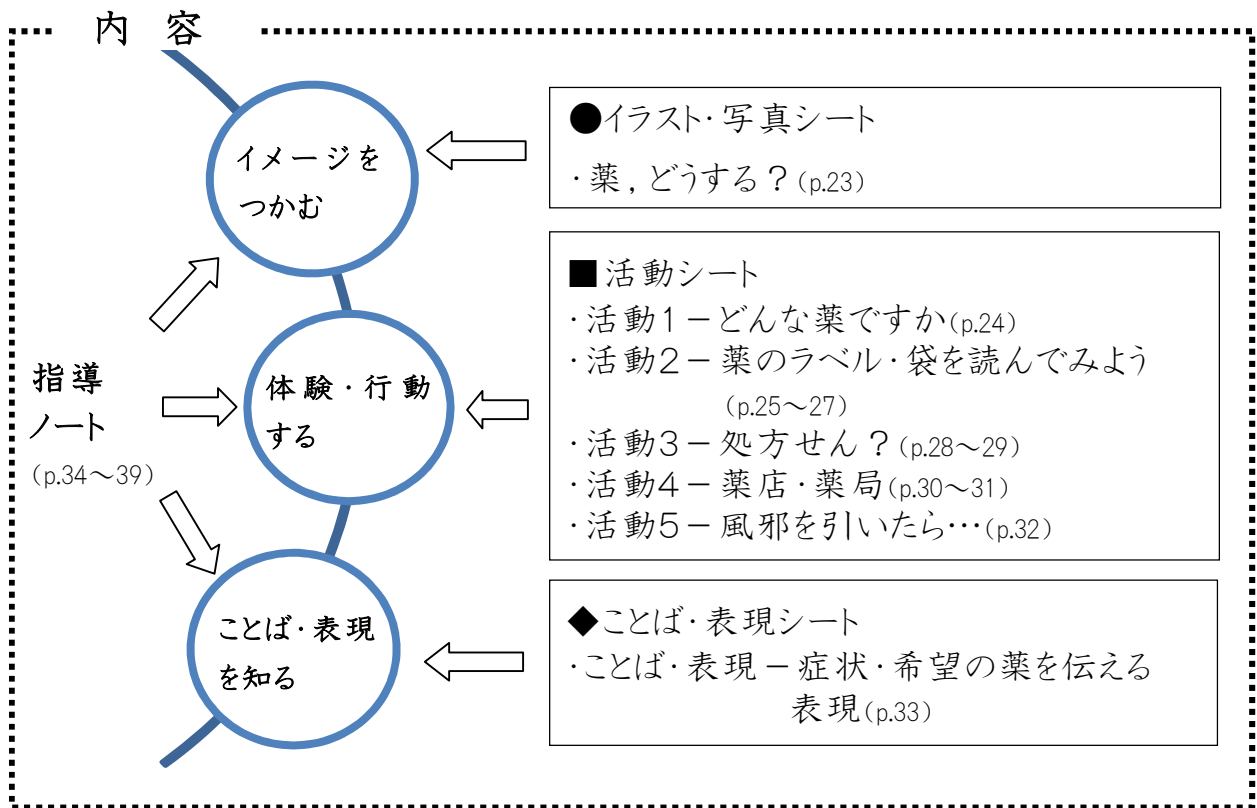 内 容
イメージを
つかむ
●イラスト・写真シート
・薬，どうする？(p.23)
指導
ノート
(p.34～39)
体験・行動
する
■活動シート
・活動1－どんな薬ですか(p.24)
・活動2－薬のラベル・袋を読んでみよう
(p.25～27)
・活動3－処方せん？(p.28～29)
・活動4－薬店・薬局(p.30～31)
・活動5－風邪を引いたら…(p.32)
ことば・表現
を知る
◆ことば・表現シート
・ことば・表現－症状・希望の薬を伝える
表現(p.33)